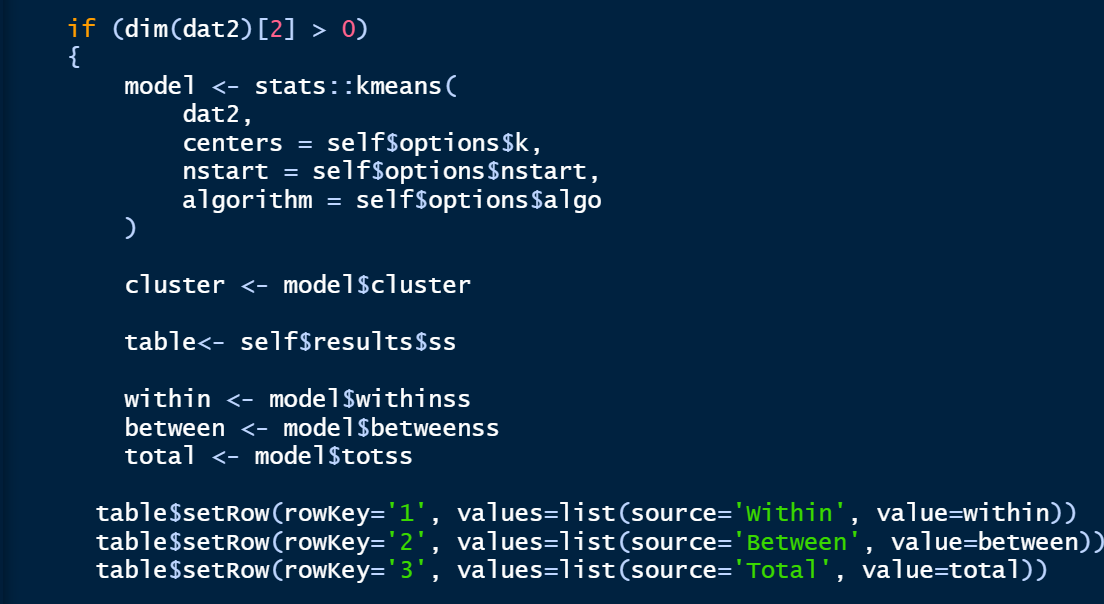 if (dim(dat2)[2] > 0)
{
model <- stats::kmeans(
dat2,
centers = self$options$k,
nstart = self$options$nstart,
algorithm = self$options$algo
)
cluster <- model$cluster
table<- self$results$ss
within <- model$withinss
between <- model$betweenss
total <- model$totss
table$setRow(rowKey='1', values=list(source='Within', value=within))
table$setRow(rowKey='2', values=list(source='Between', value=between))
table$setRow(rowKey='3', values=list(source='Total', value=total))